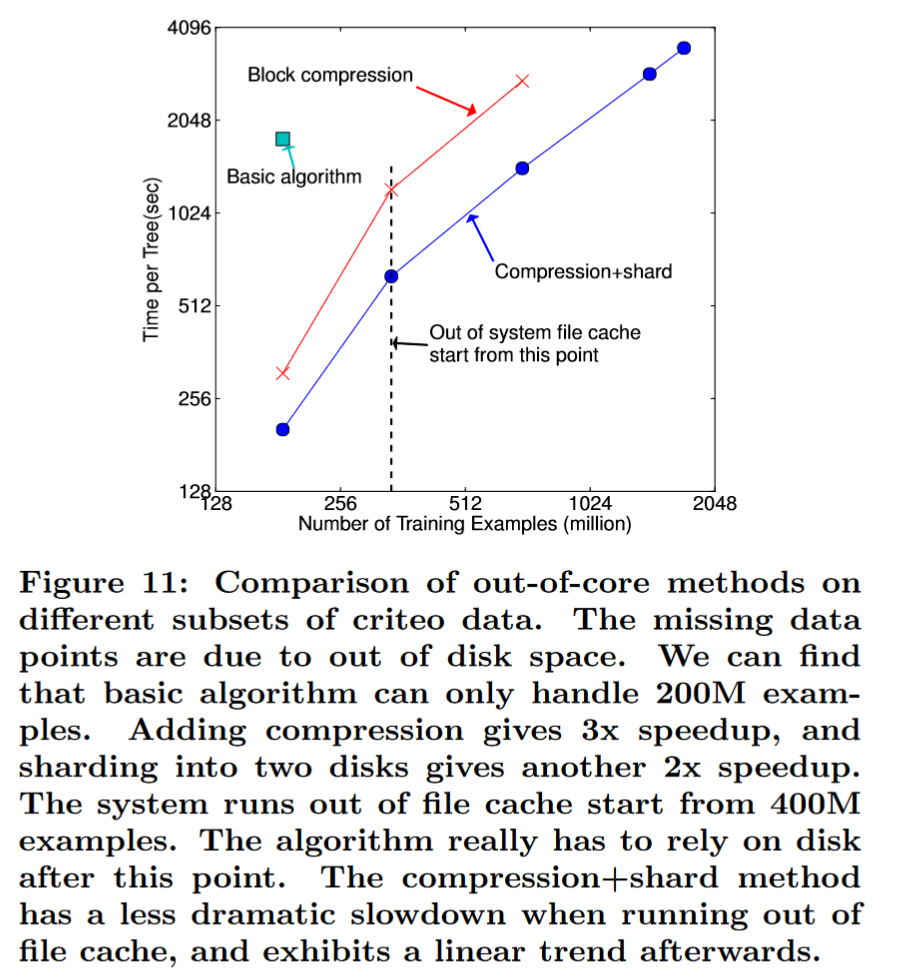 4096
Block compression
2048
Basic algorithm
1024
Time per Tree(sec)
Compression+shard
512
Out of system file cache
start from this point
256
128
128 256 512 1024 2048
Number of Training Examples (million)
Figure 11: Comparison of out-of-core methods on
different subsets of criteo data. The missing data
points are due to out of disk space. We can find
that basic algorithm can only handle 200M exam-
ples. Adding compression gives 3x speedup, and
sharding into two disks gives another 2x speedup.
The system runs out of file cache start from 400M
examples. The algorithm really has to rely on disk
after this point. The compression+shard method
has a less dramatic slowdown when running out of
file cache, and exhibits a linear trend afterwards.